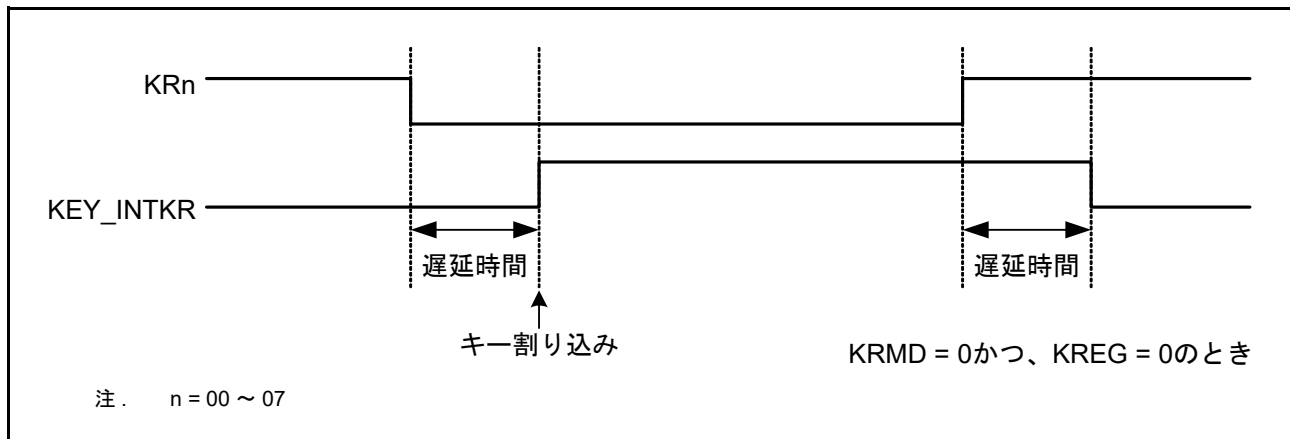 KRn
KEY_INTKR
遅延時間 遅延時間
キー割り込み
KRMD = 0かつ、KREG = 0のとき
注 . n = 00 ～ 07